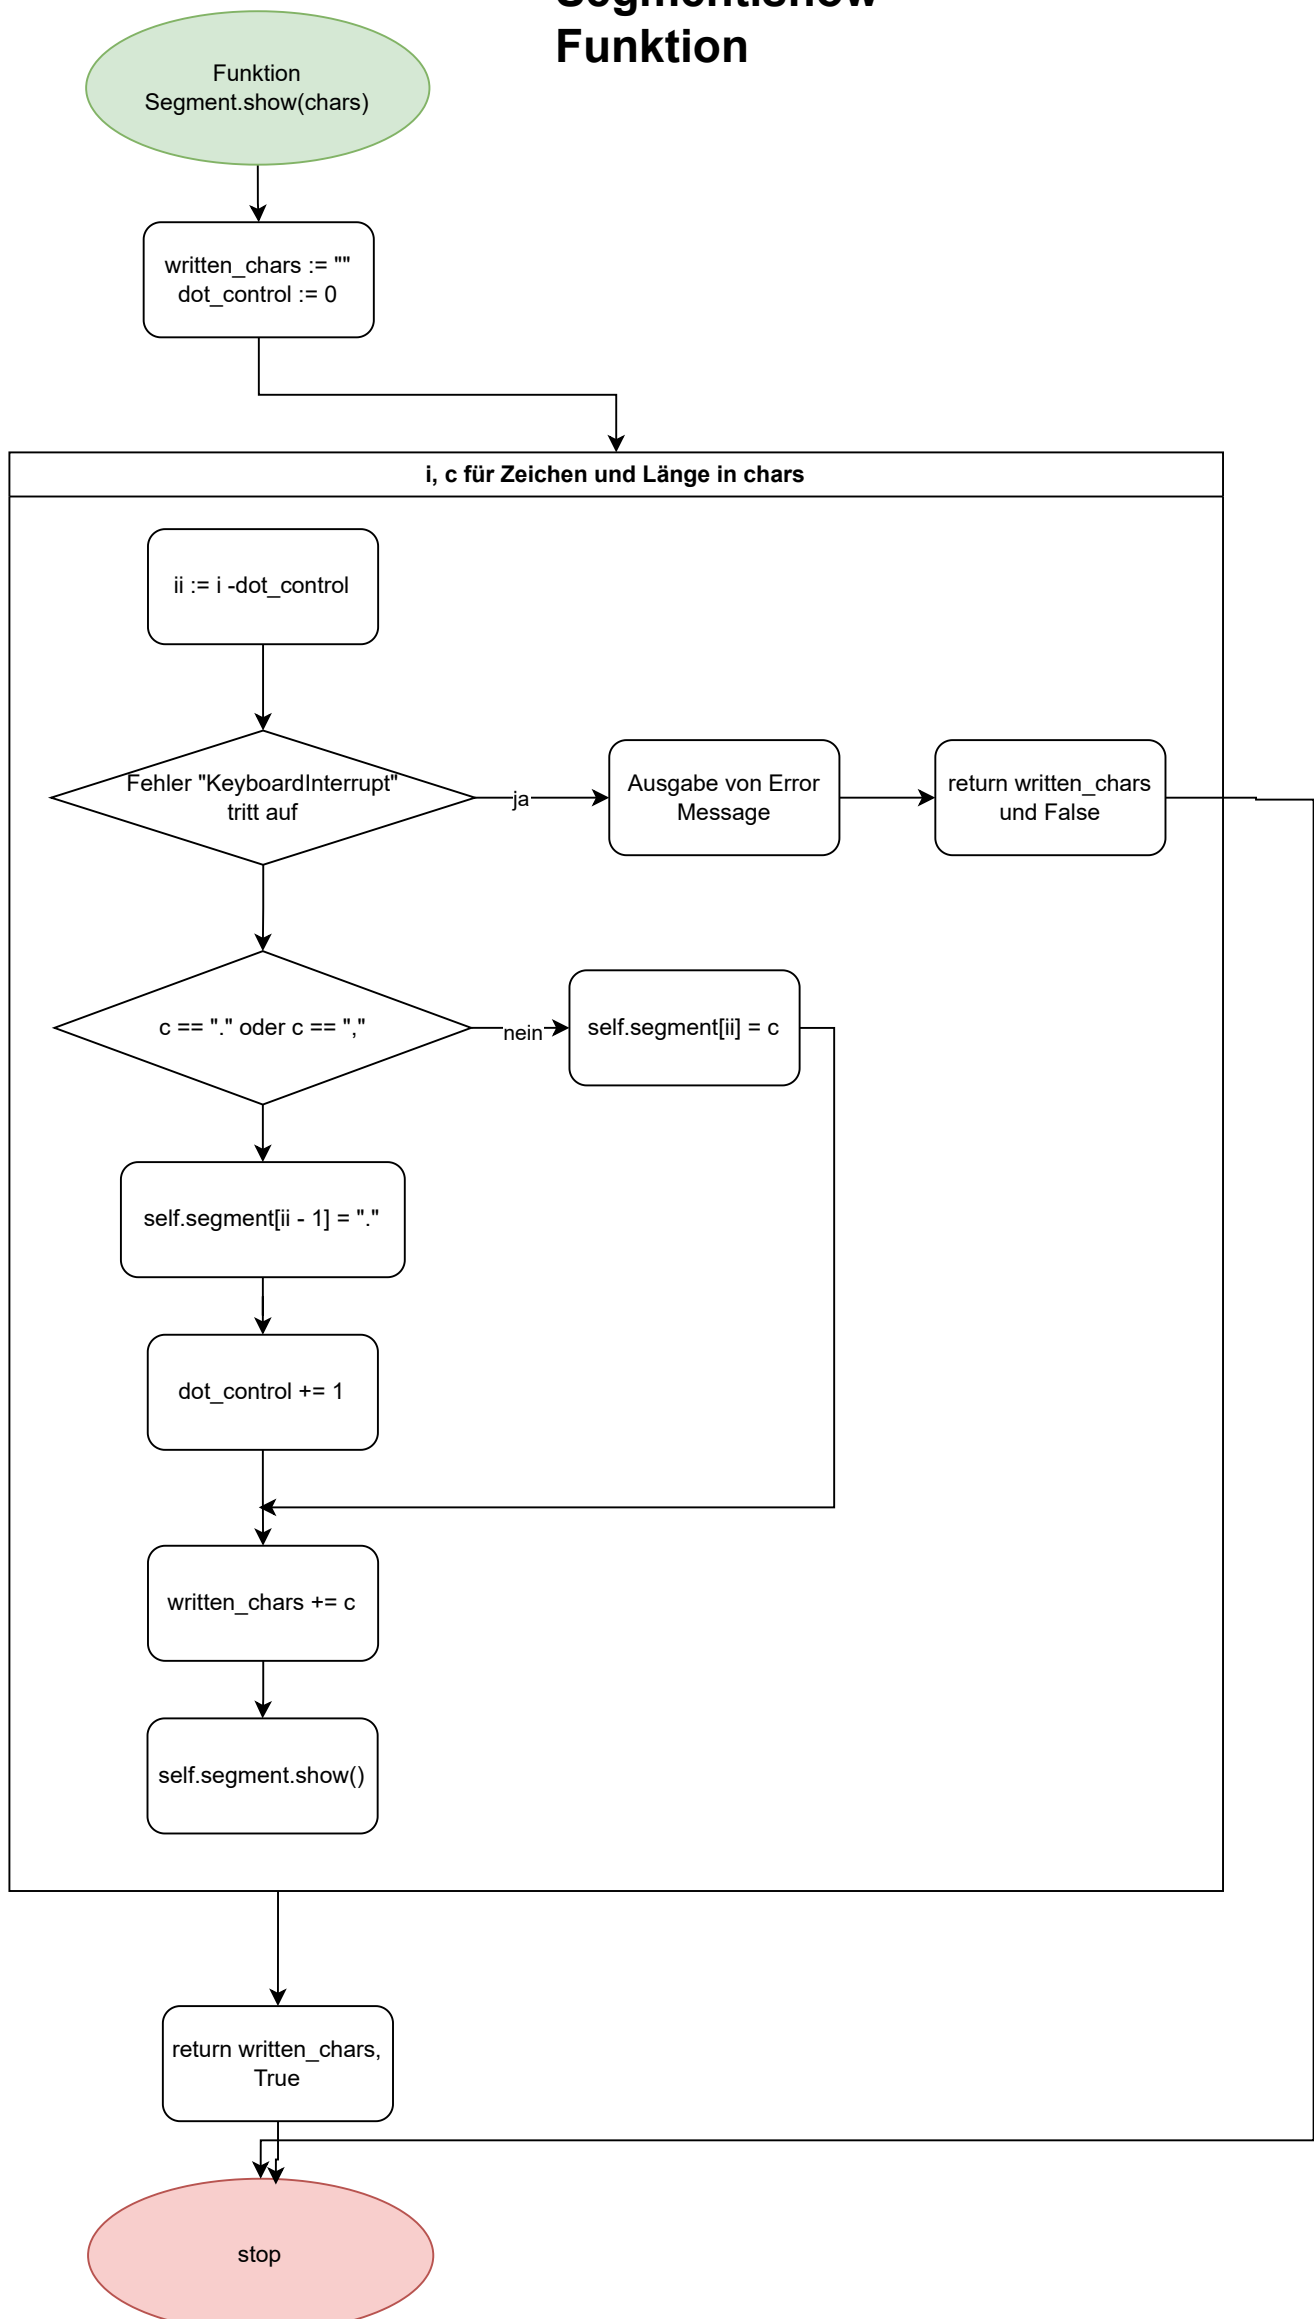 Segment.show
Funktion
Funktion
Segment.show(chars)
written_chars := ""
dot_control := 0
i, c für Zeichen und Länge in chars
ii := i -dot_control
Fehler "KeyboardInterrupt"
tritt auf
ja
Ausgabe von Error
Message
return written_chars
und False
c == "." oder c == ","
nein
self.segment[ii] = c
self.segment[ii - 1] = "."
dot_control += 1
written_chars += c
self.segment.show()
return written_chars,
True
stop